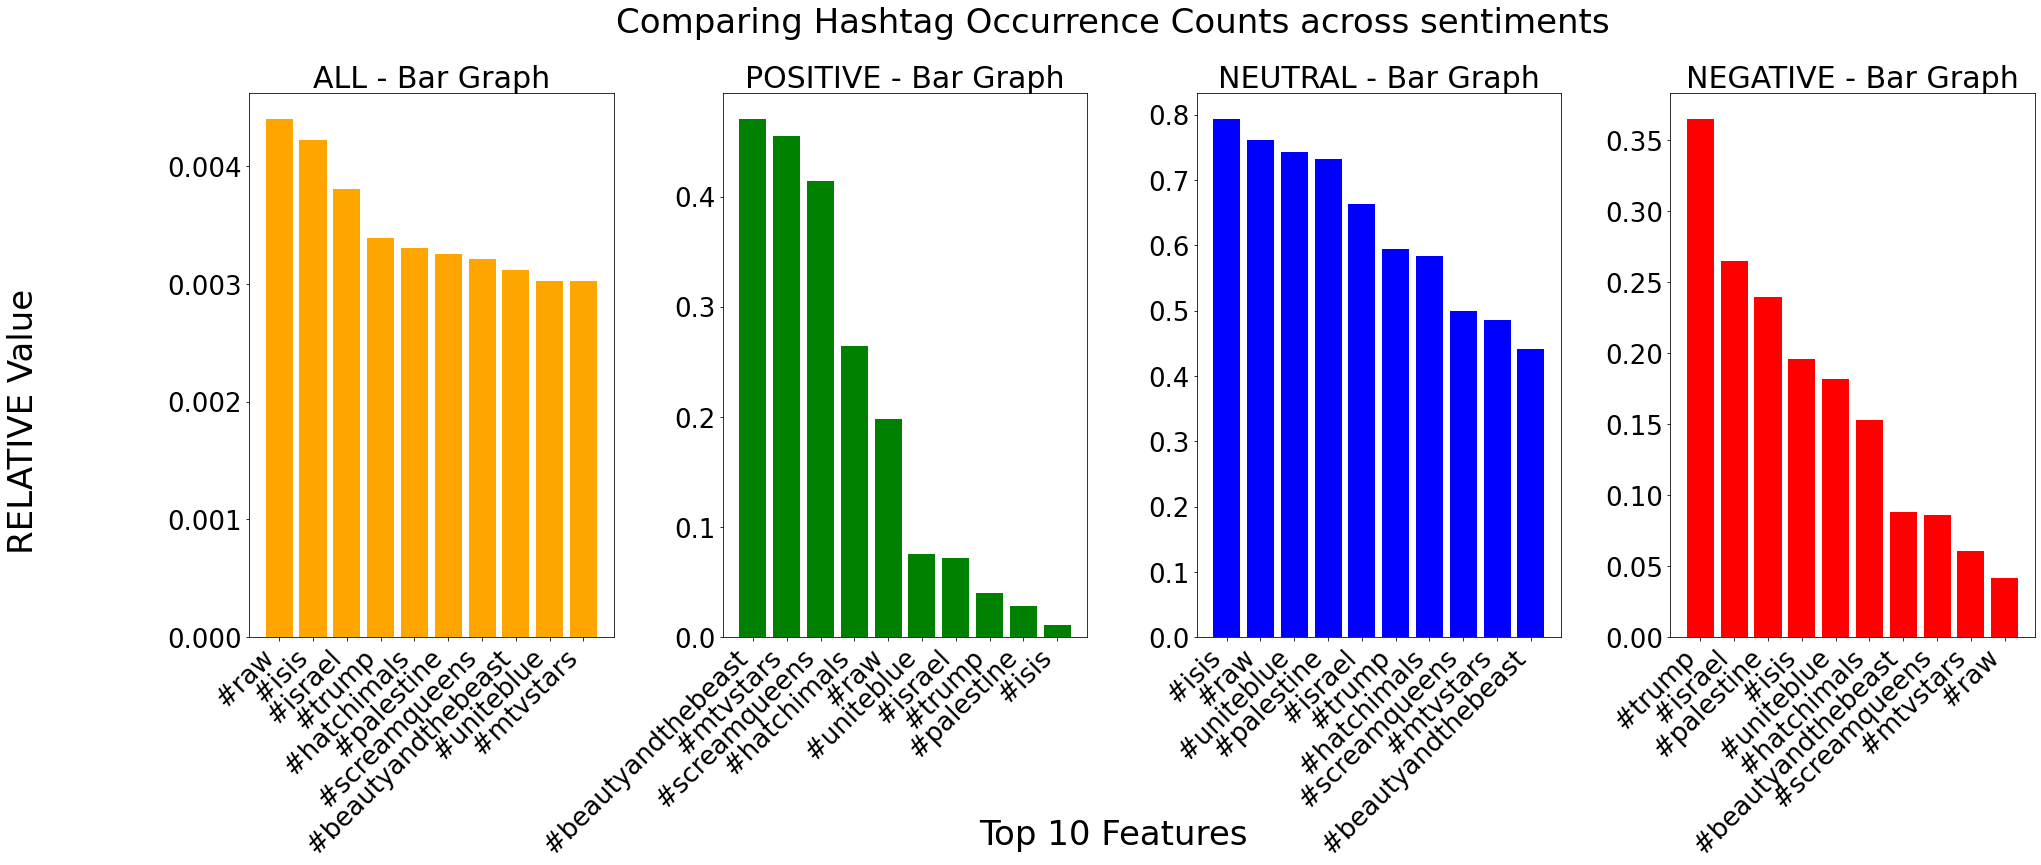 Comparing Hashtag Occurrence Counts across sentiments
RELATIVE Value
ALL - Bar Graph
0.004
0.003
0.002
0.001
0.000
#raw
#isis
#israel
#trump
#hatchimals
#palestine
#screamqueens
#beautyandthebeast
#uniteblue
#mtvstars
POSITIVE - Bar Graph
0.4
0.3
0.2
0.1
0.0
#beautyandthebeast
#mtvstars
#screamqueens
#hatchimals
#raw
#uniteblue
#israel
#trump
#palestine
#isis
NEUTRAL - Bar Graph
0.8
0.7
0.6
0.5
0.4
0.3
0.2
0.1
0.0
#isis
#raw
#uniteblue
#palestine
#israel
#trump
#hatchimals
#screamqueens
#mtvstars
#beautyandthebeast
NEGATIVE - Bar Graph
0.35
0.30
0.25
0.20
0.15
0.10
0.05
0.00
#trump
#israel
#palestine
#isis
#uniteblue
#hatchimals
#beautyandthebeast
#screamqueens
#mtvstars
#raw
Top 10 Features